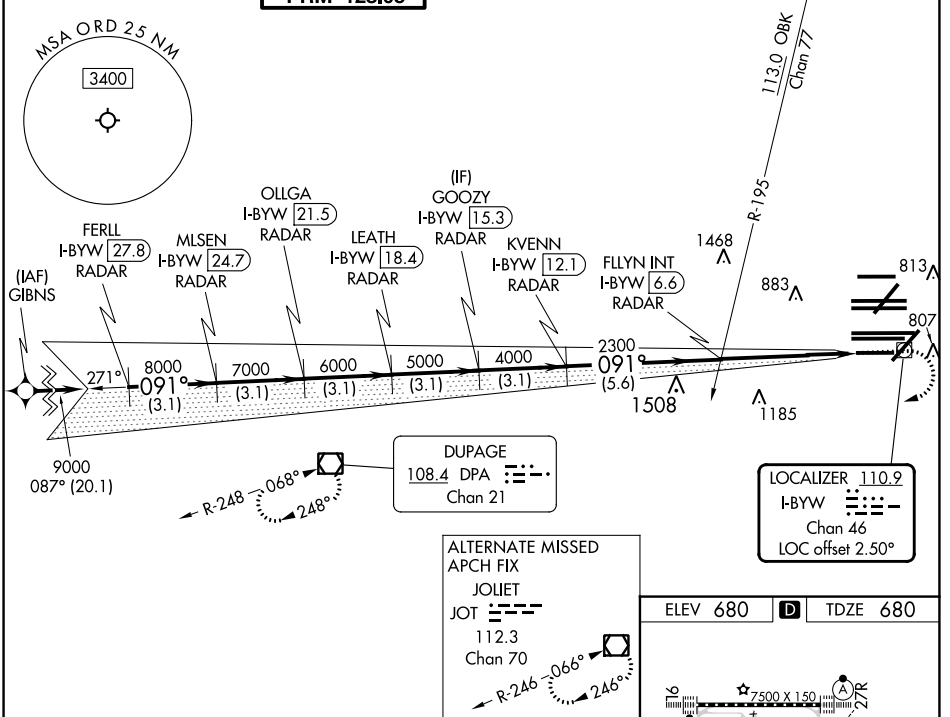 PRM 128.05
MSA ORD 25 NM
3400
113.0 OBK
Chan 77
R-195
(IAF)
GIBNS
FERLL
I-BYW 27.8
RADAR
MLSEN
I-BYW 24.7
RADAR
OLLGA
I-BYW 21.5
RADAR
LEATH
I-BYW 18.4
RADAR
(IF)
GOOZY
I-BYW 15.3
RADAR
KVENN
I-BYW 12.1
RADAR
FLLYN INT
I-BYW 6.6
RADAR
1468
883
813
807
271°
8000
091°
(3.1)
7000
(3.1)
6000
(3.1)
5000
(3.1)
4000
(3.1)
2300
091°
(5.6)
1508
1185
9000
087° (20.1)
R-248
068°
248°
DUPAGE
108.4 DPA
Chan 21
LOCALIZER 110.9
I-BYW
Chan 46
LOC offset 2.50°
ALTERNATE MISSED
APCH FIX
JOLIET
JOT
112.3
Chan 70
R-246
066°
246°
ELEV 680 D TDZE 680
7500 X 150
A
27R